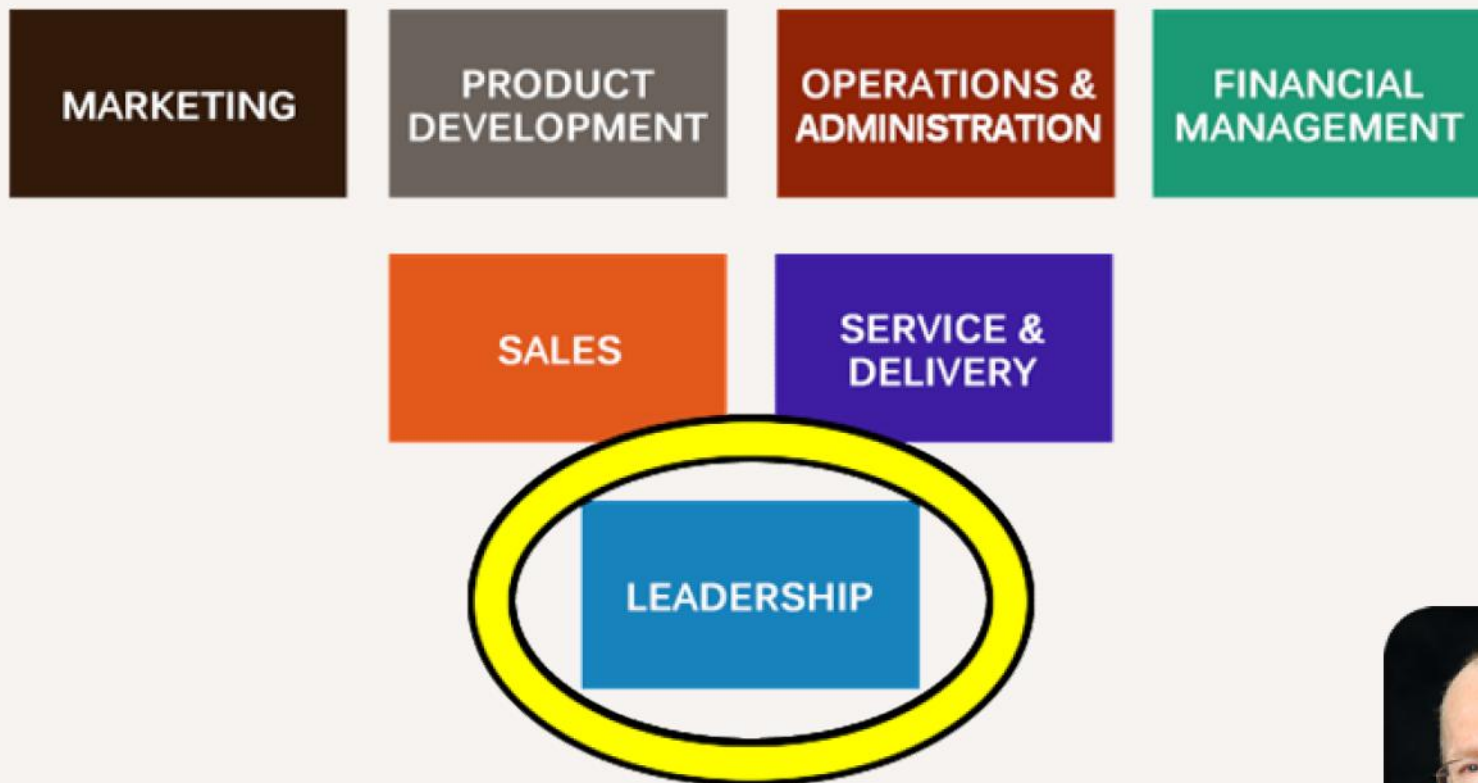 MARKETING
PRODUCT
DEVELOPMENT
OPERATIONS &
ADMINISTRATION
FINANCIAL
MANAGEMENT
SALES
SERVICE &
DELIVERY
LEADERSHIP